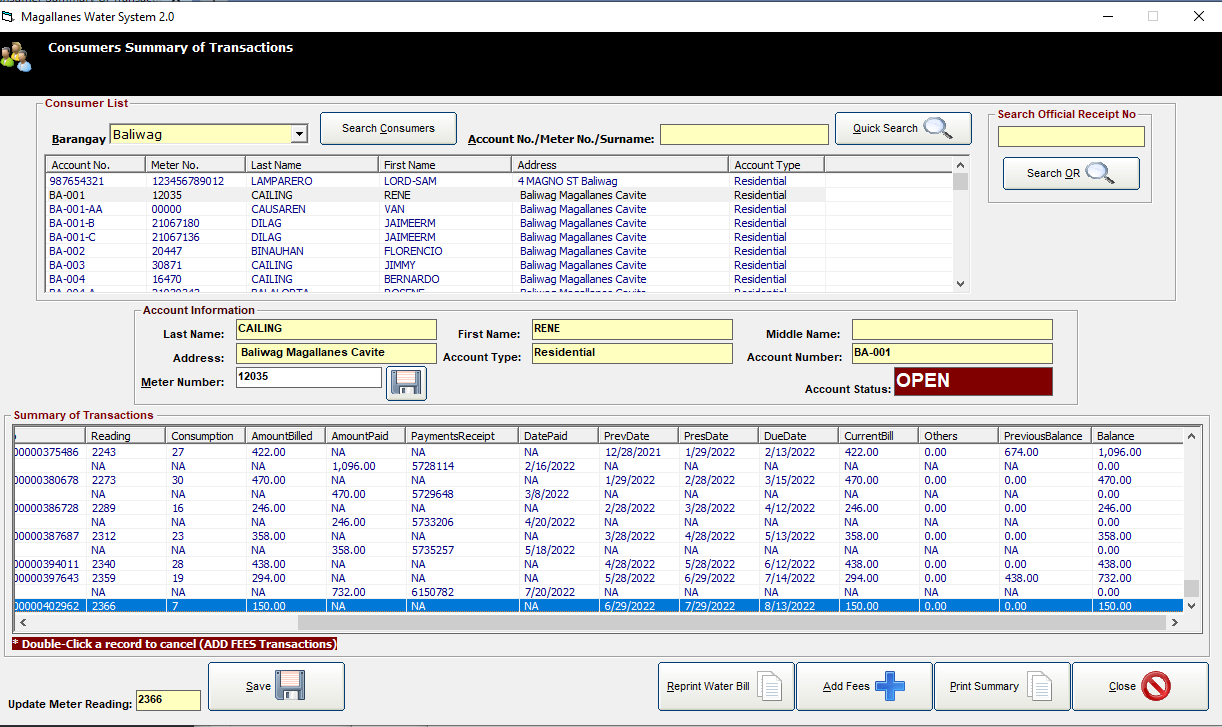 Magallanes Water System 2.0
Consumers Summary of Transactions
Consumer List
Barangay Baliwag Search Consumers Account No./Meter No./Surname: Quick Search
Search Official Receipt No
Search OR
Account No. Meter No. Last Name First Name Address Account Type
987654321 123456789012 LAMPARERO LORD-SAM 4 MAGNO ST Baliwag Residential
BA-001 12035 CAILING RENE Baliwag Magallanes Cavite Residential
BA-001-AA 00000 CAUSAREN VAN Baliwag Magallanes Cavite Residential
BA-001-B 21067180 DILAG JAIMEERM Baliwag Magallanes Cavite Residential
BA-001-C 21067136 DILAG JAIMEERM Baliwag Magallanes Cavite Residential
BA-002 20447 BINAUHAN FLORENCIO Baliwag Magallanes Cavite Residential
BA-003 30871 CAILING JIMMY Baliwag Magallanes Cavite Residential
BA-004 16470 CAILING BERNARDO Baliwag Magallanes Cavite Residential
Baliwag Magallanes Cavite Residential
Account Information
Last Name: CAILING First Name: RENE Middle Name:
Address: Baliwag Magallanes Cavite Account Type: Residential Account Number: BA-001
Meter Number: 12035 Account Status: OPEN
Summary of Transactions
Reading Consumption AmountBilled AmountPaid PaymentsReceipt DatePaid PrevDate PresDate DueDate CurrentBill Others PreviousBalance Balance
00000375486 2243 27 422.00 NA NA NA 12/28/2021 1/29/2022 2/13/2022 422.00 0.00 674.00 1,096.00
NA NA NA 1,096.00 5728114 2/16/2022 NA NA NA NA NA NA 0.00
00000380678 2273 30 470.00 NA NA NA 1/29/2022 2/28/2022 3/15/2022 470.00 0.00 0.00 470.00
NA NA NA 470.00 5729648 3/8/2022 NA NA NA NA NA NA 0.00
00000386728 2289 16 246.00 NA NA NA 2/28/2022 3/28/2022 4/12/2022 246.00 0.00 0.00 246.00
NA NA NA 246.00 5733206 4/20/2022 NA NA NA NA NA NA 0.00
00000387687 2312 23 358.00 NA NA NA 3/28/2022 4/28/2022 5/13/2022 358.00 0.00 0.00 358.00
NA NA NA 358.00 5735257 5/18/2022 NA NA NA NA NA NA 0.00
00000394011 2340 28 438.00 NA NA NA 4/28/2022 5/28/2022 6/12/2022 438.00 0.00 0.00 438.00
00000397643 2359 19 294.00 NA NA NA 5/28/2022 6/29/2022 7/14/2022 294.00 0.00 438.00 732.00
NA NA NA 732.00 6150782 7/20/2022 NA NA NA NA NA NA 0.00
00000402962 2366 7 150.00 NA NA NA 6/29/2022 7/29/2022 8/13/2022 150.00 0.00 0.00 150.00
* Double-Click a record to cancel (ADD FEES Transactions)
Update Meter Reading: 2366 Save Reprint Water Bill Add Fees Print Summary Close